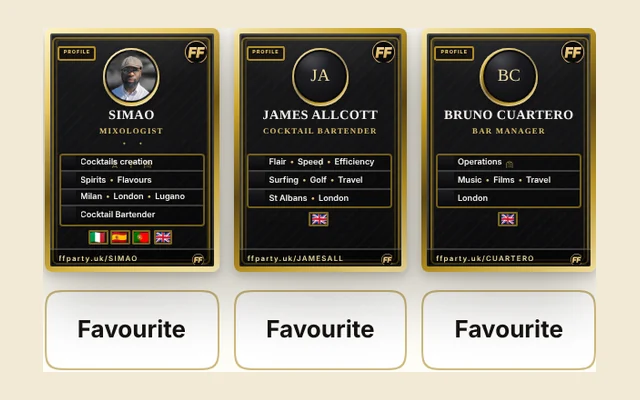 PROFILE
FF
SIMAO
MIXOLOGIST
Cocktails creation
Spirits • Flavours
Milan • London • Lugano
Cocktail Bartender
ffparty.uk/SIMAO
FF
Favourite
PROFILE
FF
JA
JAMES ALLCOTT
COCKTAIL BARTENDER
Flair • Speed • Efficiency
Surfing • Golf • Travel
St Albans • London
ffparty.uk/JAMESALL
FF
Favourite
PROFILE
FF
BC
BRUNO CUARTERO
BAR MANAGER
Operations
Music • Films • Travel
London
ffparty.uk/CUARTERO
FF
Favourite